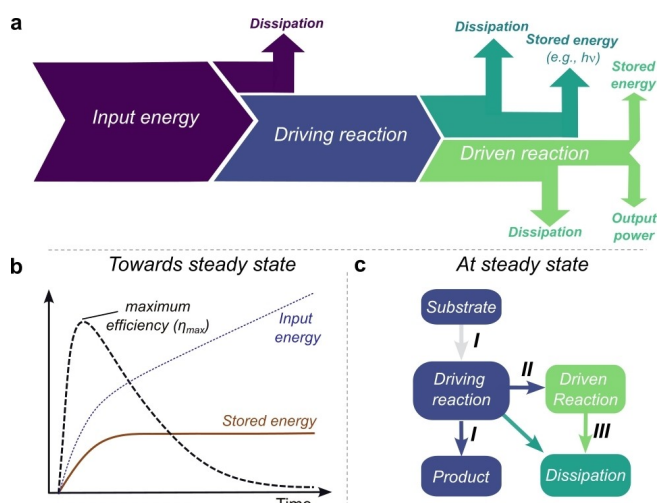 a
Dissipation
Dissipation
Stored energy
(e.g., hν)
Stored
energy
Input energy
Driving reaction
Driven reaction
Dissipation
Output
power
b
Towards steady state
c
At steady state
maximum
efficiency (ηmax)
Input
energy
Stored energy
Time
Substrate
I
Driving
reaction
II
Driven
Reaction
I
III
Product
Dissipation